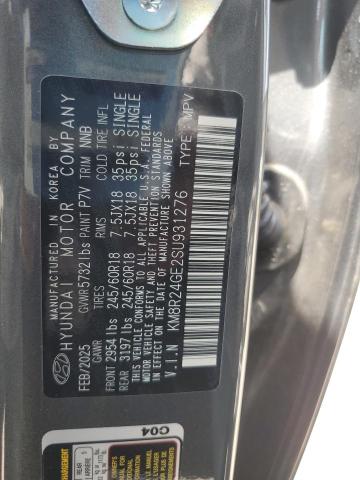 MANUFACTURED IN KOREA BY
HYUNDAI MOTOR COMPANY
FEB/2025 GVWR 5732 lbs PAINT P7V TRIM NNB
GAWR TIRES RIMS COLD TIRE INFL
FRONT 2954 lbs 245/60R18 7.5JX18 35psi SINGLE
REAR 3197 lbs 245/60R18 7.5JX18 35psi SINGLE
THIS VEHICLE CONFORMS TO ALL APPLICABLE U.S.A. FEDERAL
MOTOR VEHICLE SAFETY, BUMPER, AND THEFT PREVENTION STANDARDS
IN EFFECT ON THE DATE OF MANUFACTURE SHOWN ABOVE.
V.I.N KM8R24GE2SU931276 TYPE : MPV
C04